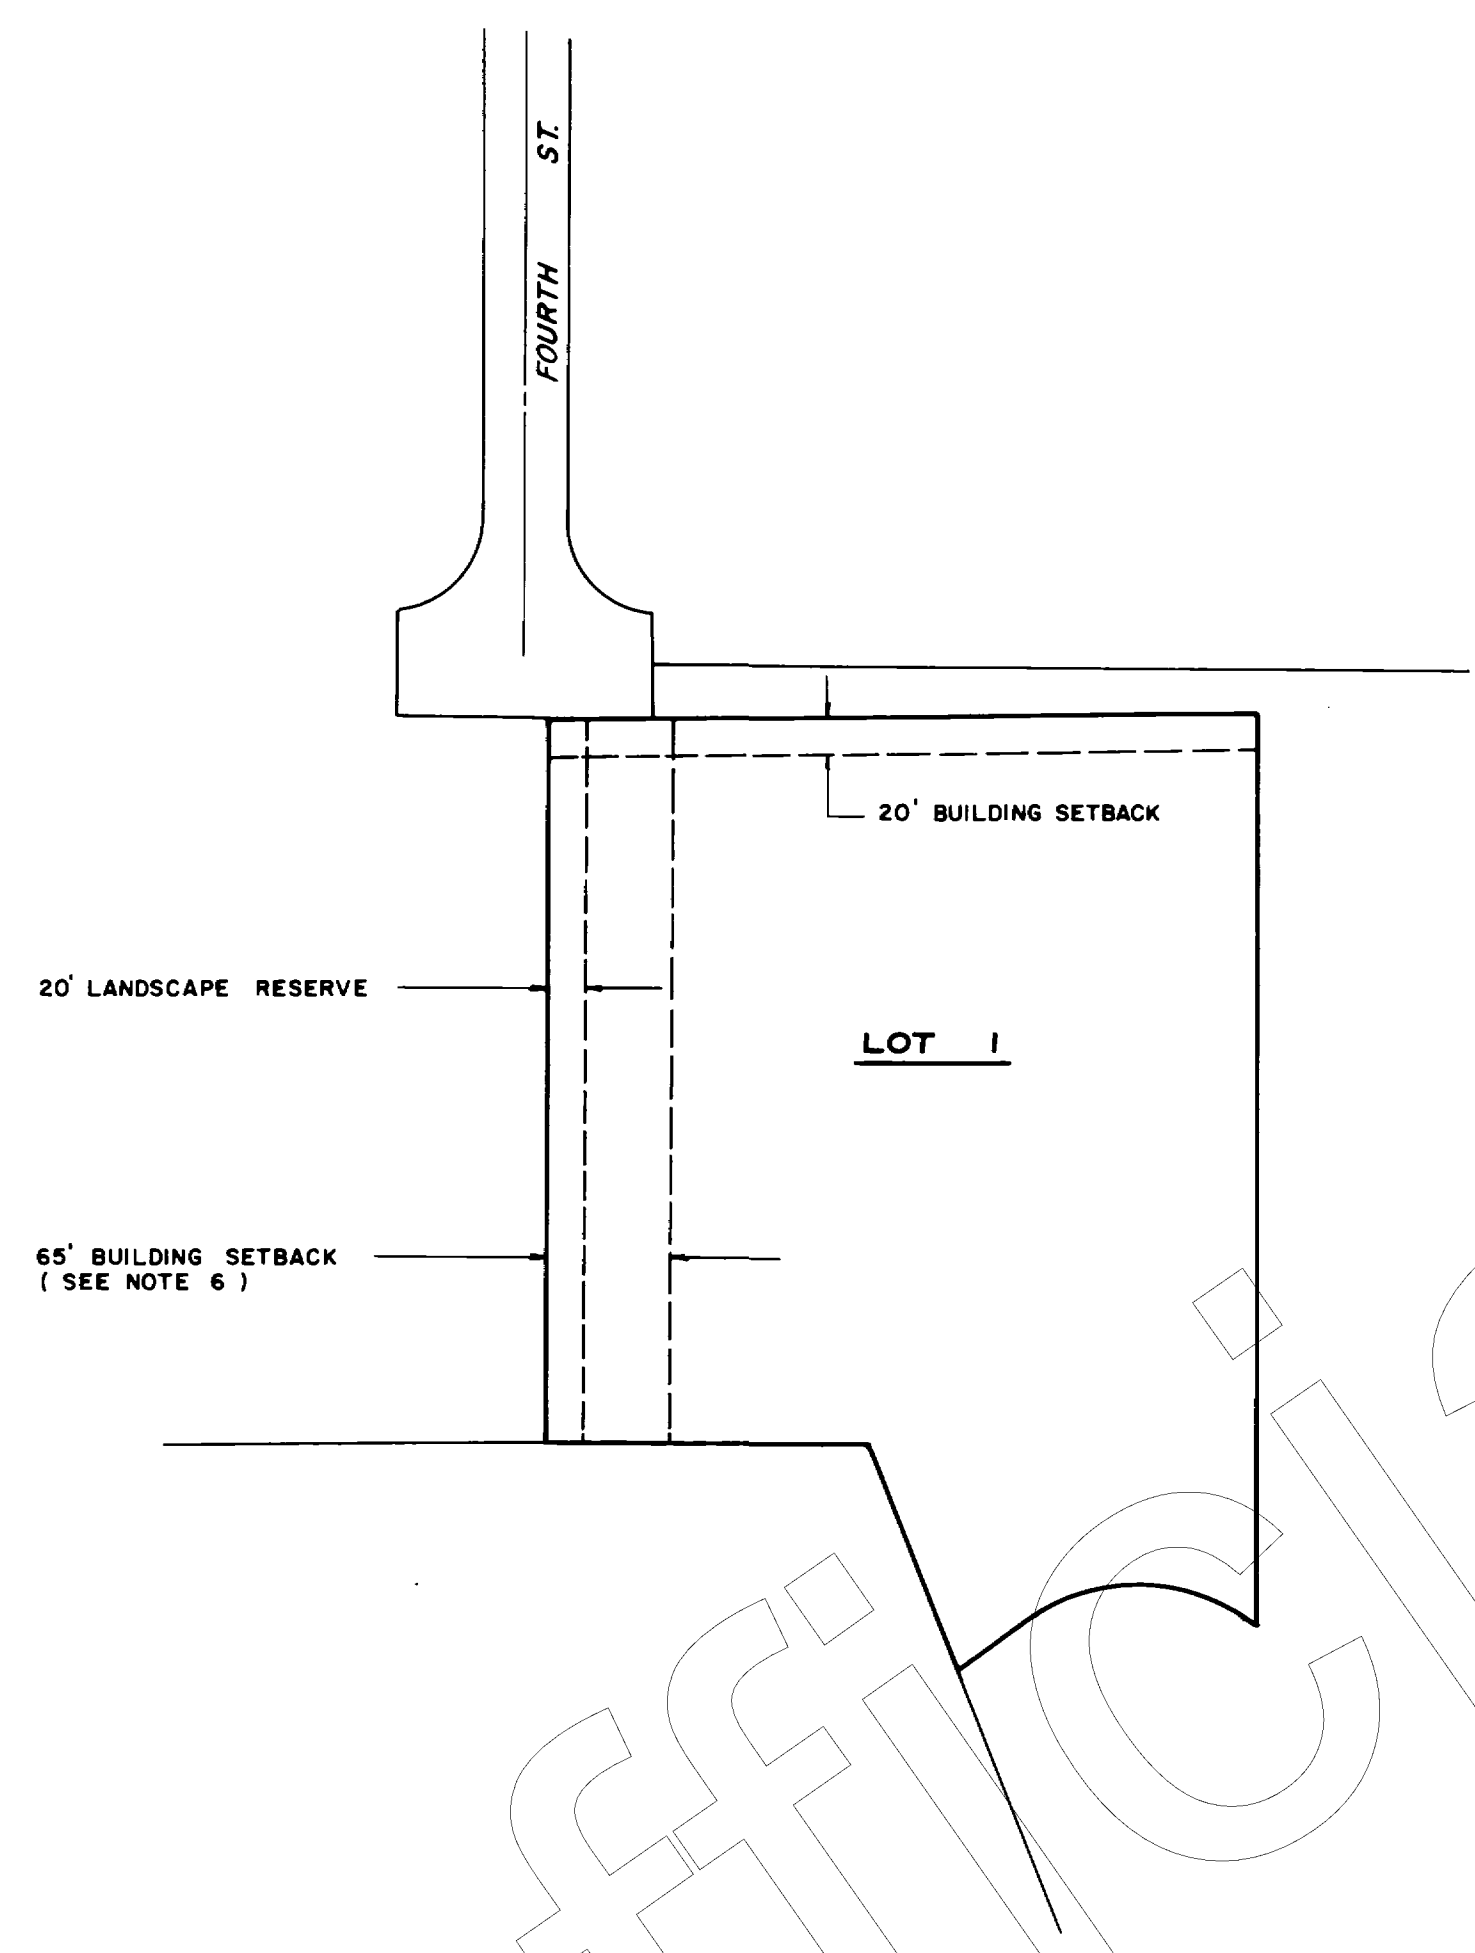 FOURTH ST.
20' BUILDING SETBACK
20' LANDSCAPE RESERVE
LOT 1
65' BUILDING SETBACK
( SEE NOTE 6 )